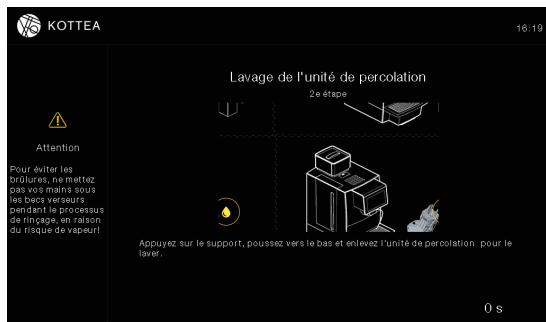 KOTTEA
16:19
Lavage de l'unité de percolation
2e étape
Attention
Pour éviter les
brûlures, ne mettez
pas vos mains sous
les becs verseurs
pendant le processus
de rinçage, en raison
du risque de vapeur!
Appuyez sur le support, poussez vers le bas et enlevez l'unité de percolation pour le
laver.
0 s